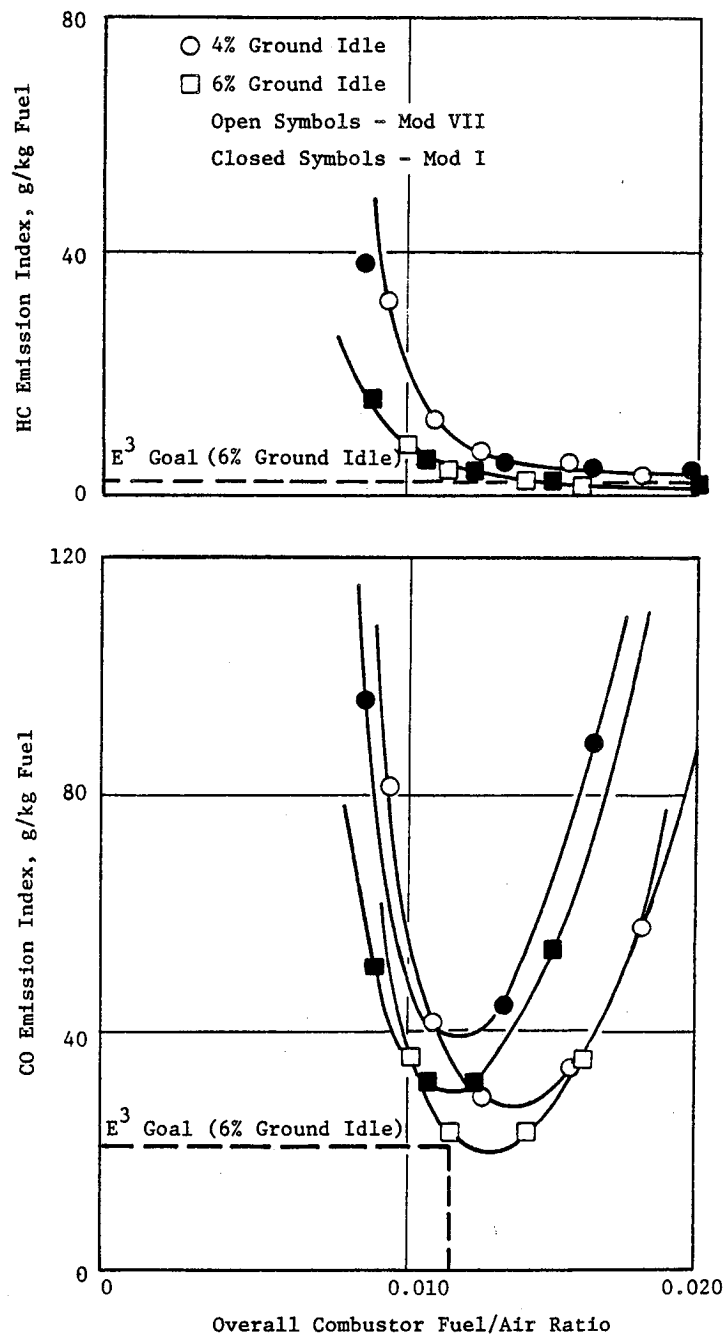 80
4% Ground Idle
6% Ground Idle
Open Symbols - Mod VII
Closed Symbols - Mod I
HC Emission Index, g/kg Fuel
40
E³ Goal (6% Ground Idle)
0
120
80
CO Emission Index, g/kg Fuel
40
E³ Goal (6% Ground Idle)
0
0
0.010
0.020
Overall Combustor Fuel/Air Ratio